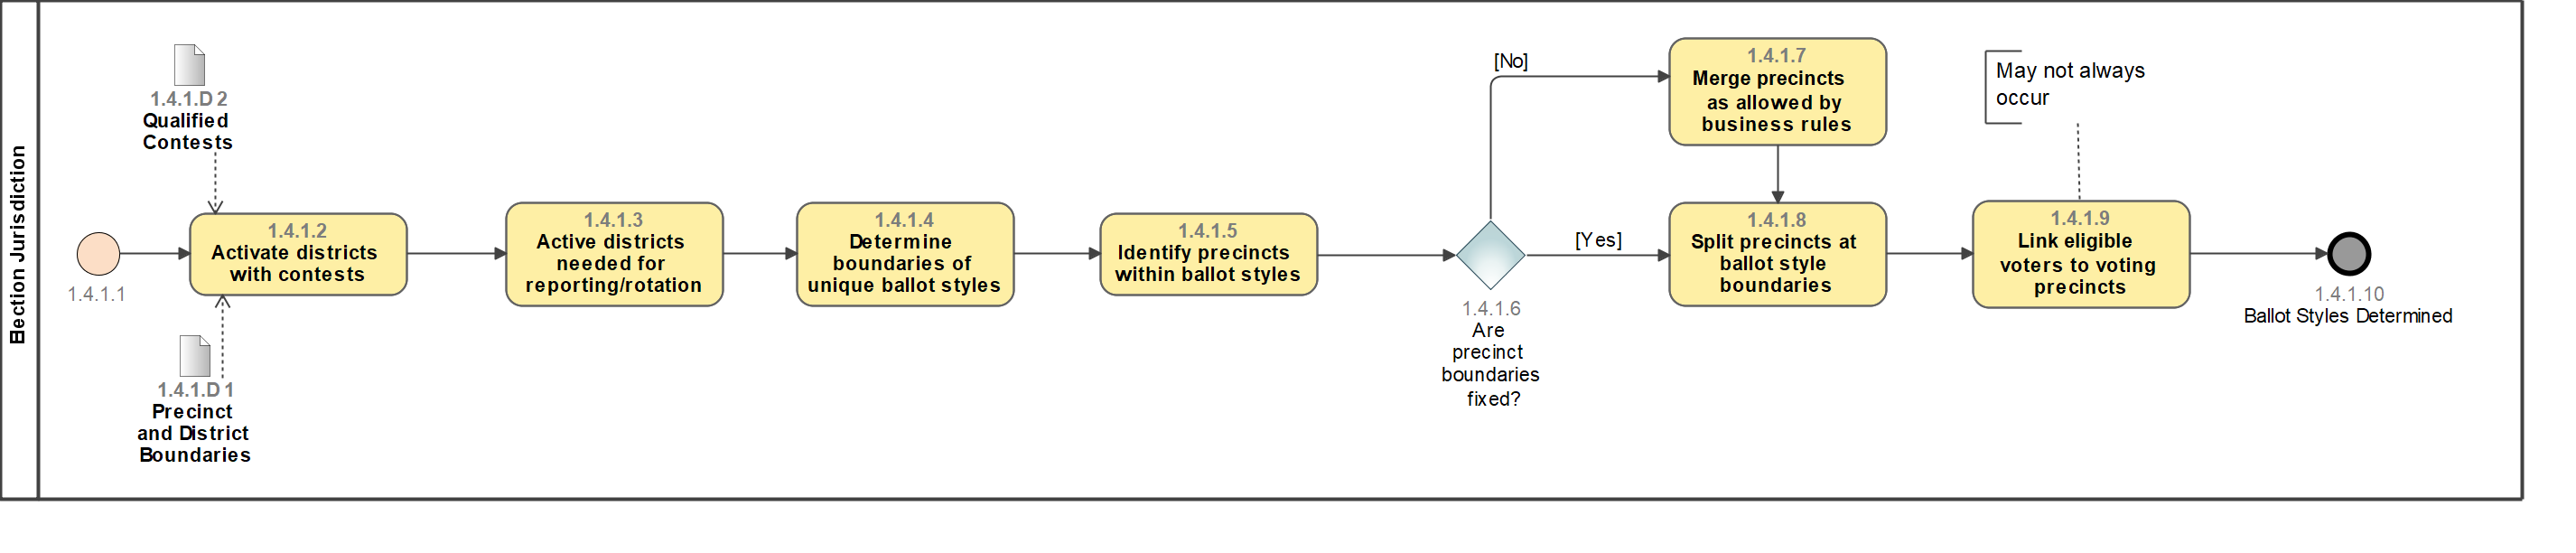 Election Jurisdiction
1.4.1.D 2
Qualified
Contests
1.4.1.1
1.4.1.D 1
Precinct
and District
Boundaries
1.4.1.2
Activate districts
with contests
1.4.1.3
Active districts
needed for
reporting/rotation
1.4.1.4
Determine
boundaries of
unique ballot styles
1.4.1.5
Identify precincts
within ballot styles
1.4.1.6
Are
precinct
boundaries
fixed?
[No]
[Yes]
1.4.1.7
Merge precincts
as allowed by
business rules
1.4.1.8
Split precincts at
ballot style
boundaries
May not always
occur
1.4.1.9
Link eligible
voters to voting
precincts
1.4.1.10
Ballot Styles Determined